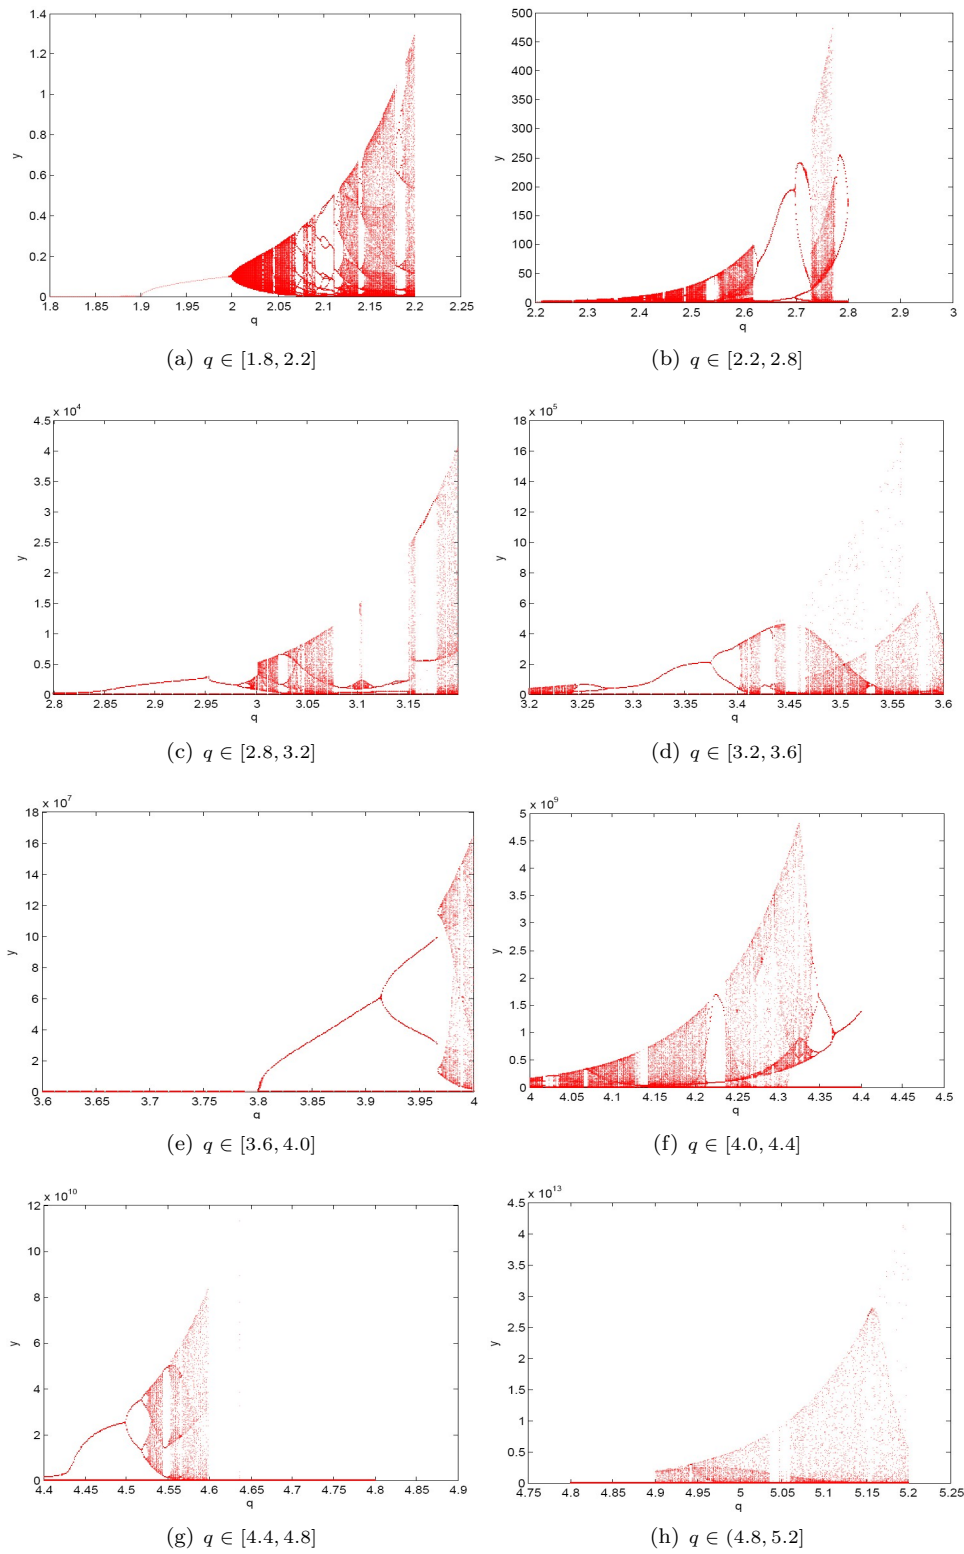 1.4
1.2
1
0.8
0.6
0.4
0.2
0
y
1.8 1.85 1.9 1.95 2 2.05 2.1 2.15 2.2 2.25
q
(a) q ∈ [1.8, 2.2]
500
450
400
350
300
250
200
150
100
50
0
y
2.2 2.3 2.4 2.5 2.6 2.7 2.8 2.9 3
q
(b) q ∈ [2.2, 2.8]
x 10^4
4.5
4
3.5
3
2.5
2
1.5
1
0.5
0
y
2.8 2.85 2.9 2.95 3 3.05 3.1 3.15
q
(c) q ∈ [2.8, 3.2]
x 10^5
18
16
14
12
10
8
6
4
2
0
y
3.2 3.25 3.3 3.35 3.4 3.45 3.5 3.55 3.6
q
(d) q ∈ [3.2, 3.6]
x 10^7
18
16
14
12
10
8
6
4
2
0
y
3.6 3.65 3.7 3.75 3.8 3.85 3.9 3.95 4
q
(e) q ∈ [3.6, 4.0]
x 10^9
5
4.5
4
3.5
3
2.5
2
1.5
1
0.5
0
y
4 4.05 4.1 4.15 4.2 4.25 4.3 4.35 4.4 4.45 4.5
q
(f) q ∈ [4.0, 4.4]
x 10^10
12
10
8
6
4
2
0
y
4.4 4.45 4.5 4.55 4.6 4.65 4.7 4.75 4.8 4.85 4.9
q
(g) q ∈ [4.4, 4.8]
x 10^13
4.5
4
3.5
3
2.5
2
1.5
1
0.5
0
y
4.75 4.8 4.85 4.9 4.95 5 5.05 5.1 5.15 5.2 5.25
q
(h) q ∈ (4.8, 5.2]